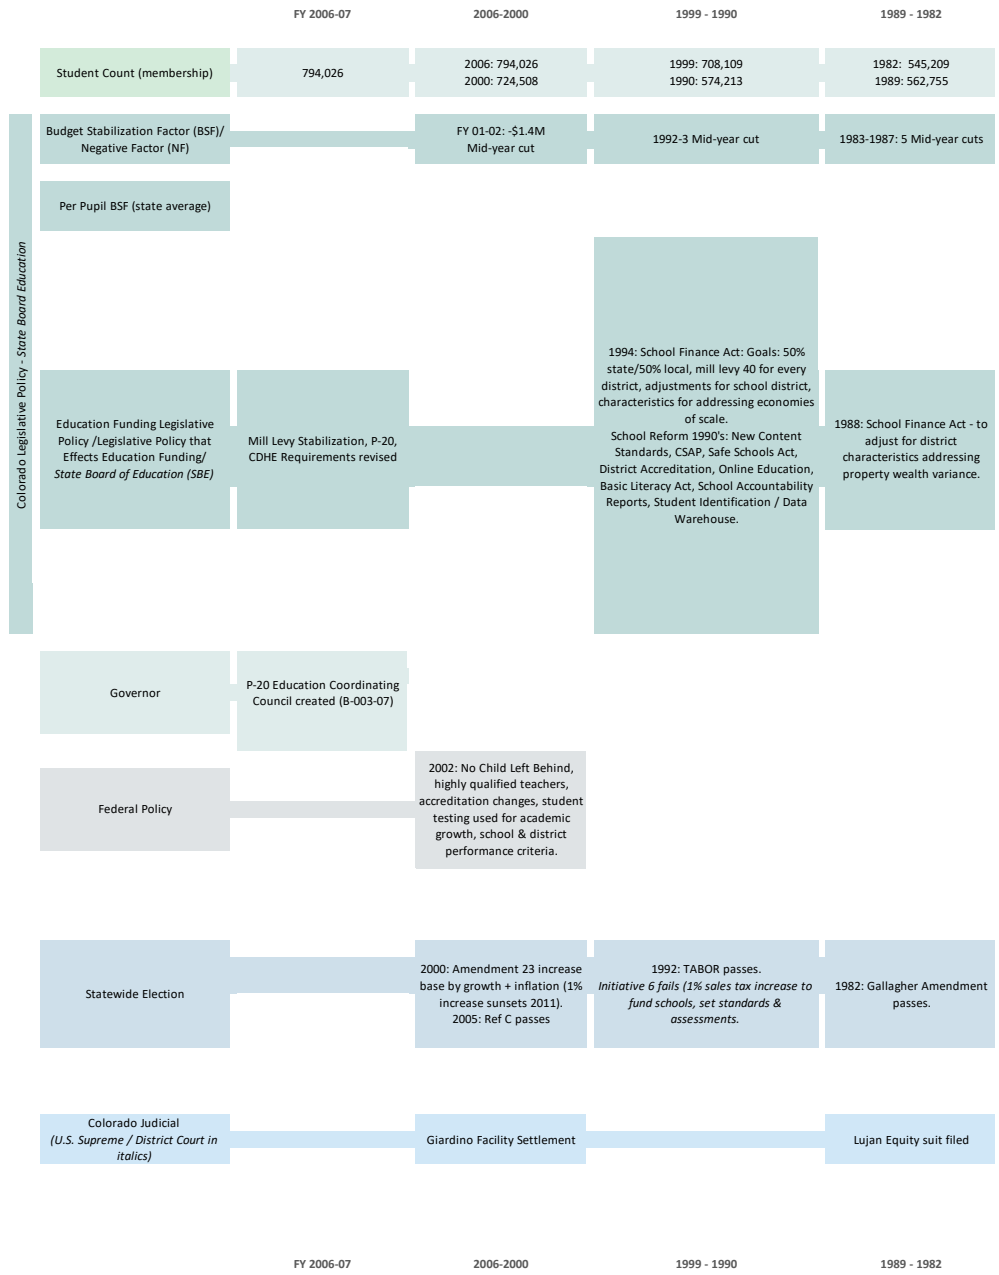 FY 2006-07
2006-2000
1999 - 1990
1989 - 1982
Student Count (membership)
794,026
2006: 794,026
2000: 724,508
1999: 708,109
1990: 574,213
1982:  545,209
1989: 562,755
Colorado Legislative Policy - State Board Education
Budget Stabilization Factor (BSF)/
Negative Factor (NF)
FY 01-02: -$1.4M
Mid-year cut
1992-3 Mid-year cut
1983-1987: 5 Mid-year cuts
Per Pupil BSF (state average)
Education Funding Legislative
Policy /Legislative Policy that
Effects Education Funding/
State Board of Education (SBE)
Mill Levy Stabilization, P-20,
CDHE Requirements revised
1994: School Finance Act: Goals: 50%
state/50% local, mill levy 40 for every
district, adjustments for school district,
characteristics for addressing economies
of scale.
School Reform 1990's: New Content
Standards, CSAP, Safe Schools Act,
District Accreditation, Online Education,
Basic Literacy Act, School Accountability
Reports, Student Identification / Data
Warehouse.
1988: School Finance Act - to
adjust for district
characteristics addressing
property wealth variance.
Governor
P-20 Education Coordinating
Council created (B-003-07)
Federal Policy
2002: No Child Left Behind,
highly qualified teachers,
accreditation changes, student
testing used for academic
growth, school & district
performance criteria.
Statewide Election
2000: Amendment 23 increase
base by growth + inflation (1%
increase sunsets 2011).
2005: Ref C passes
1992: TABOR passes.
Initiative 6 fails (1% sales tax increase to
fund schools, set standards &
assessments.
1982: Gallagher Amendment
passes.
Colorado Judicial
(U.S. Supreme / District Court in
italics)
Giardino Facility Settlement
Lujan Equity suit filed
FY 2006-07
2006-2000
1999 - 1990
1989 - 1982